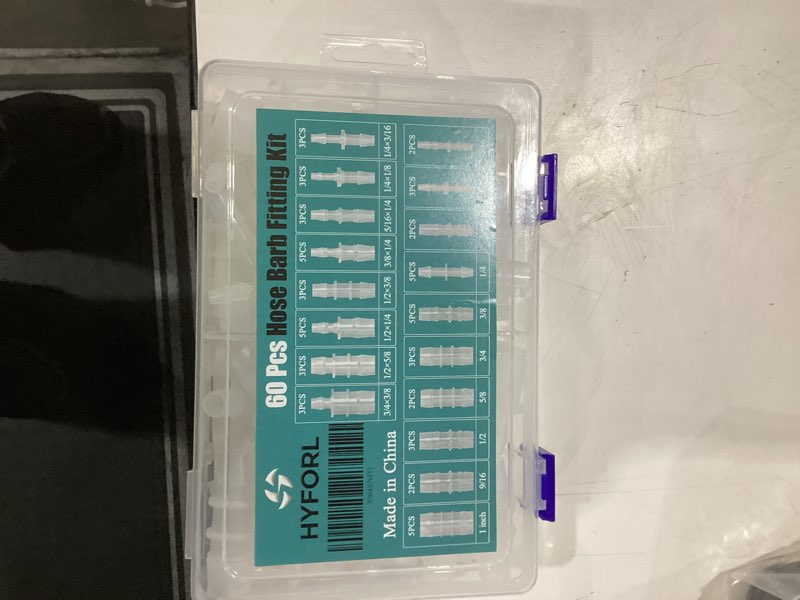 60 Pcs Hose Barb Fitting Kit
HYFORL
3PCS 3PCS 5PCS 3PCS 5PCS 3PCS 3PCS 3PCS
3/4×3/8 1/2×5/8 1/2×1/4 1/2×3/8 3/8×1/4 5/16×1/4 1/4×1/8 1/4×3/16
Made in China
5PCS 2PCS 3PCS 2PCS 3PCS 5PCS 5PCS 2PCS 3PCS 2PCS
1 inch 9/16 1/2 5/8 3/4 3/8 1/4